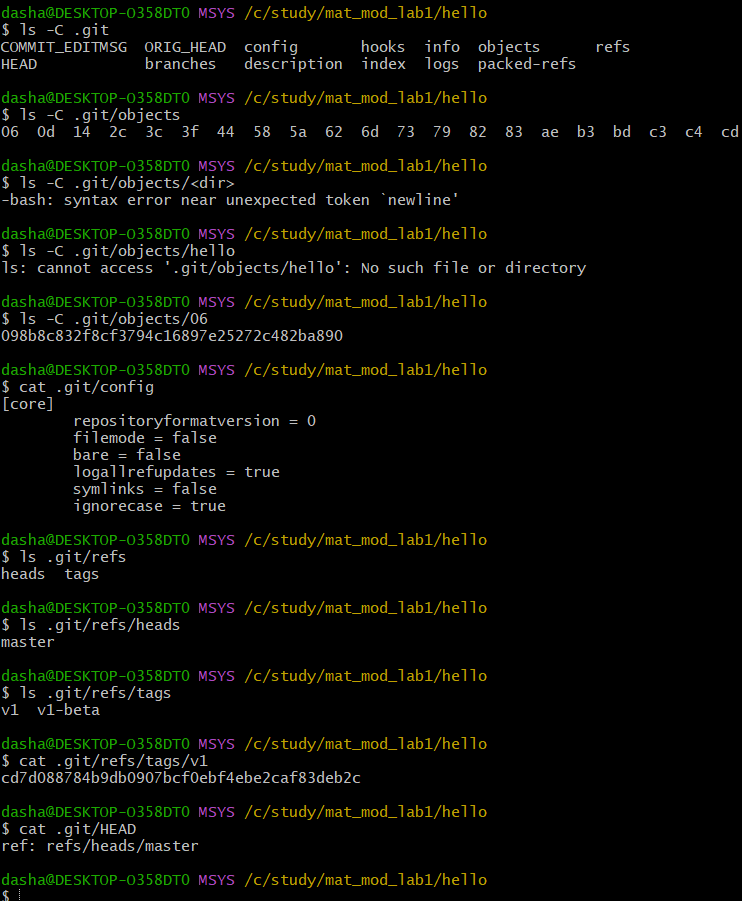 dasha@DESKTOP-O358DT0 MSYS /c/study/mat_mod_lab1/hello
$ ls -C .git
COMMIT_EDITMSG  ORIG_HEAD  config       hooks  info  objects      refs
HEAD            branches   description  index  logs  packed-refs

dasha@DESKTOP-O358DT0 MSYS /c/study/mat_mod_lab1/hello
$ ls -C .git/objects
06  0d  14  2c  3c  3f  44  58  5a  62  6d  73  79  82  83  ae  b3  bd  c3  c4  cd

dasha@DESKTOP-O358DT0 MSYS /c/study/mat_mod_lab1/hello
$ ls -C .git/objects/<dir>
-bash: syntax error near unexpected token `newline'

dasha@DESKTOP-O358DT0 MSYS /c/study/mat_mod_lab1/hello
$ ls -C .git/objects/hello
ls: cannot access '.git/objects/hello': No such file or directory

dasha@DESKTOP-O358DT0 MSYS /c/study/mat_mod_lab1/hello
$ ls -C .git/objects/06
098b8c832f8cf3794c16897e25272c482ba890

dasha@DESKTOP-O358DT0 MSYS /c/study/mat_mod_lab1/hello
$ cat .git/config
[core]
        repositoryformatversion = 0
        filemode = false
        bare = false
        logallrefupdates = true
        symlinks = false
        ignorecase = true

dasha@DESKTOP-O358DT0 MSYS /c/study/mat_mod_lab1/hello
$ ls .git/refs
heads  tags

dasha@DESKTOP-O358DT0 MSYS /c/study/mat_mod_lab1/hello
$ ls .git/refs/heads
master

dasha@DESKTOP-O358DT0 MSYS /c/study/mat_mod_lab1/hello
$ ls .git/refs/tags
v1  v1-beta

dasha@DESKTOP-O358DT0 MSYS /c/study/mat_mod_lab1/hello
$ cat .git/refs/tags/v1
cd7d088784b9db0907bcf0ebf4ebe2caf83deb2c

dasha@DESKTOP-O358DT0 MSYS /c/study/mat_mod_lab1/hello
$ cat .git/HEAD
ref: refs/heads/master

dasha@DESKTOP-O358DT0 MSYS /c/study/mat_mod_lab1/hello
$